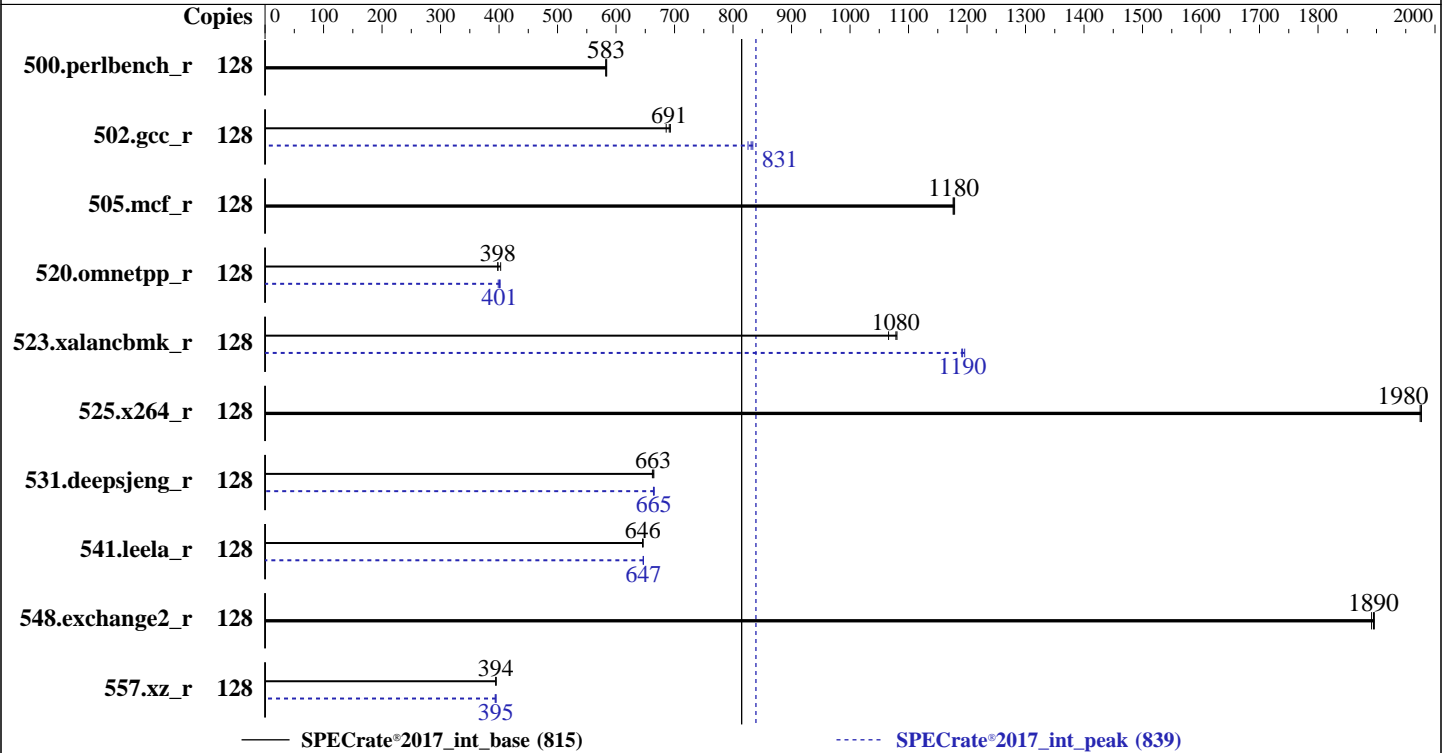 Copies 0 100 200 300 400 500 600 700 800 900 1000 1100 1200 1300 1400 1500 1600 1700 1800 2000
500.perlbench_r 128 583
502.gcc_r 128 691
831
505.mcf_r 128 1180
520.omnetpp_r 128 398
401
523.xalancbmk_r 128 1080
1190
525.x264_r 128 1980
531.deepsjeng_r 128 663
665
541.leela_r 128 646
647
548.exchange2_r 128 1890
557.xz_r 128 394
395
SPECrate®2017_int_base (815) SPECrate®2017_int_peak (839)